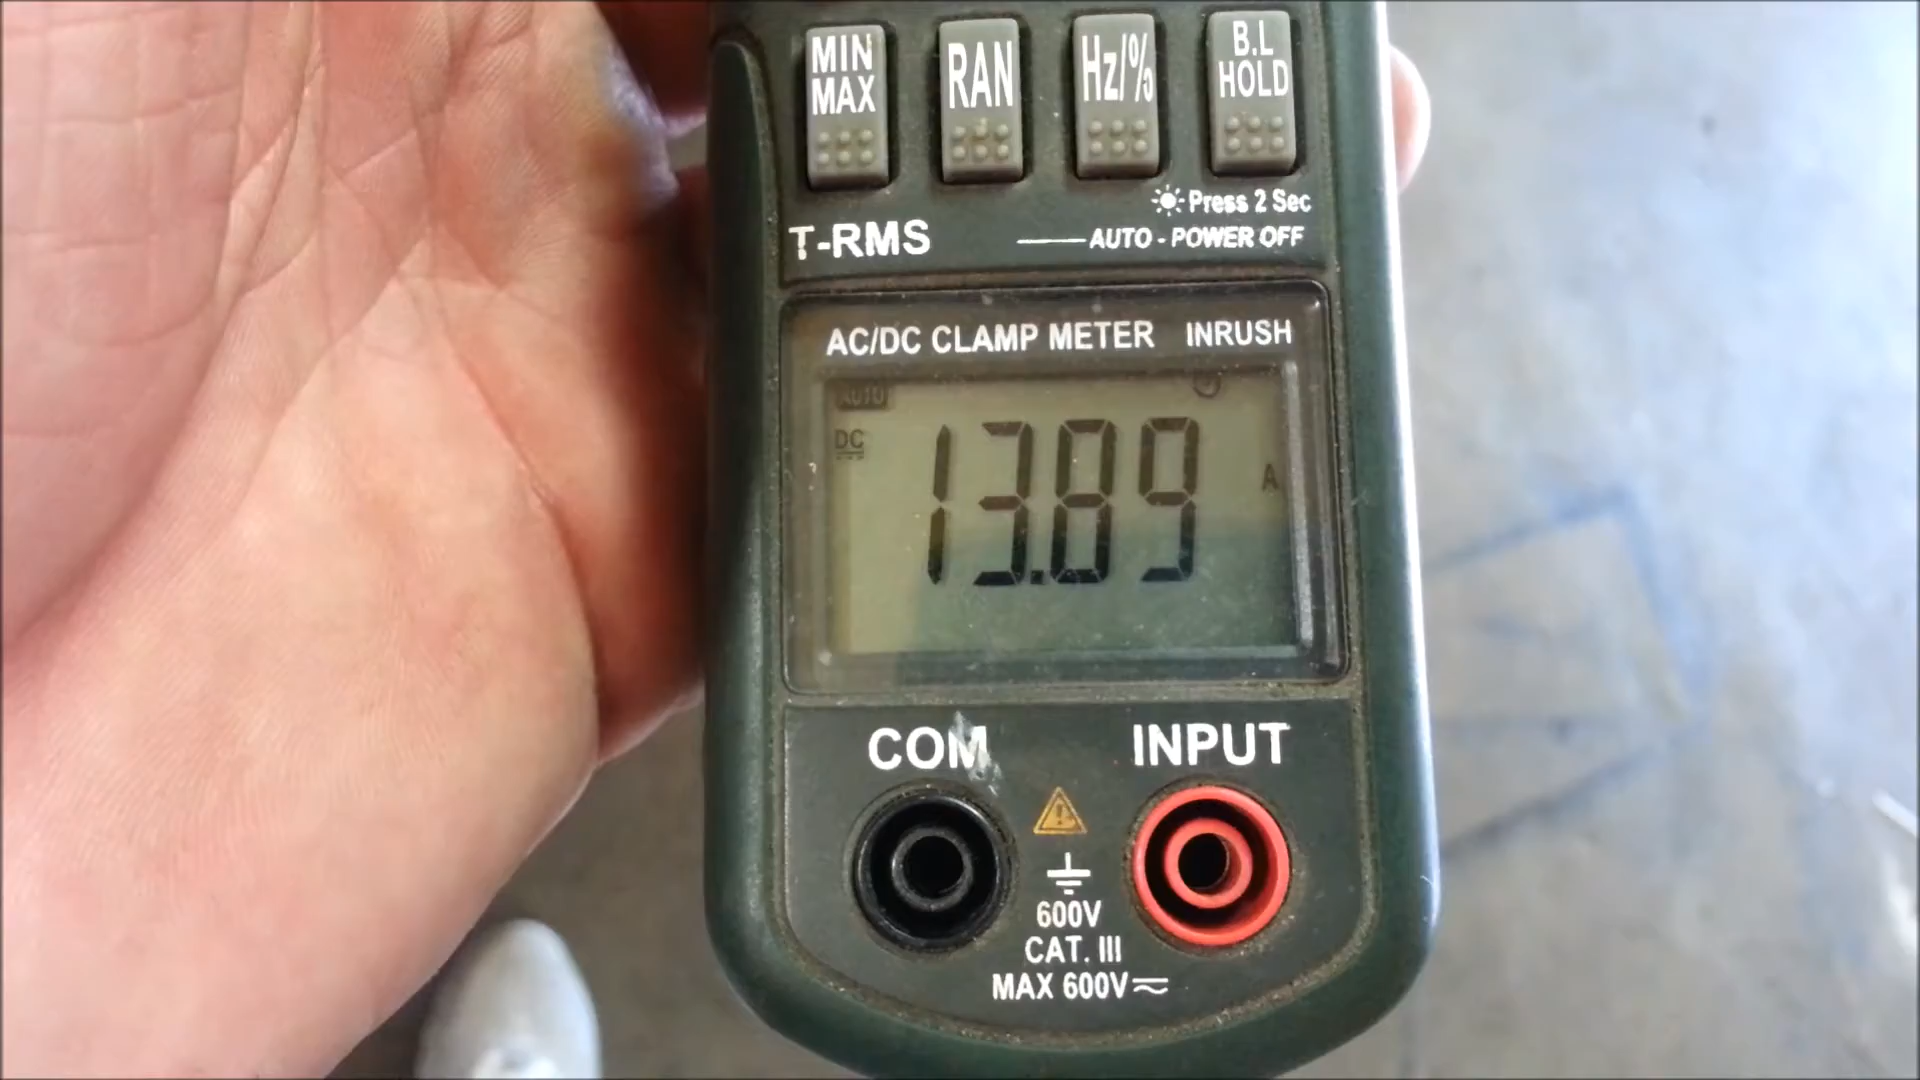 MIN
MAX
RAN
Hz/%
B.L
HOLD
Press 2 Sec
T-RMS
AUTO - POWER OFF
AC/DC CLAMP METER INRUSH
AUTO
DC
13.89
A
COM
INPUT
600V
CAT. III
MAX 600V